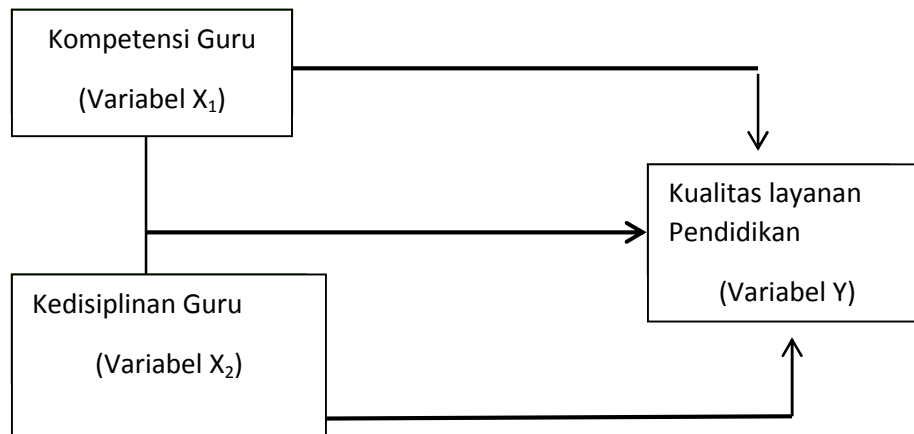 Kompetensi Guru
(Variabel X₁)
Kualitas layanan
Pendidikan
(Variabel Y)
Kedisiplinan Guru
(Variabel X₂)